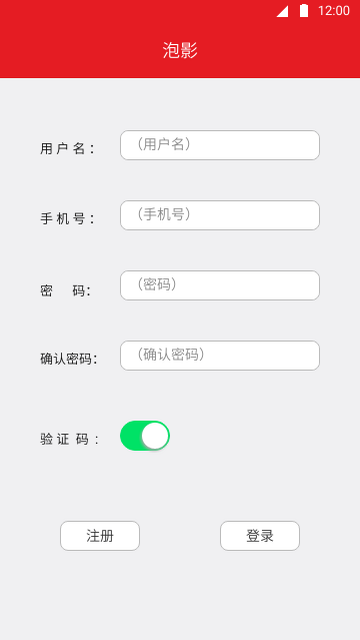 12:00
泡影
用 户 名： （用户名）
手 机 号： （手机号）
密 码： （密码）
确认密码： （确认密码）
验 证 码 ：
注册 登录